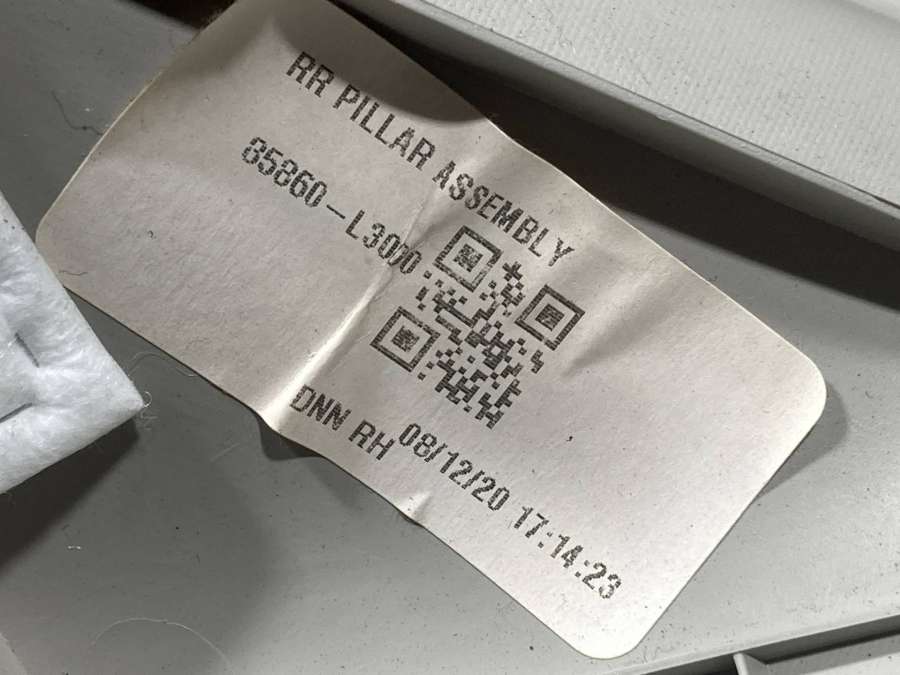 RR PILLAR ASSEMBLY
85860-L3000
DNN RH 08/12/20 17:14:23